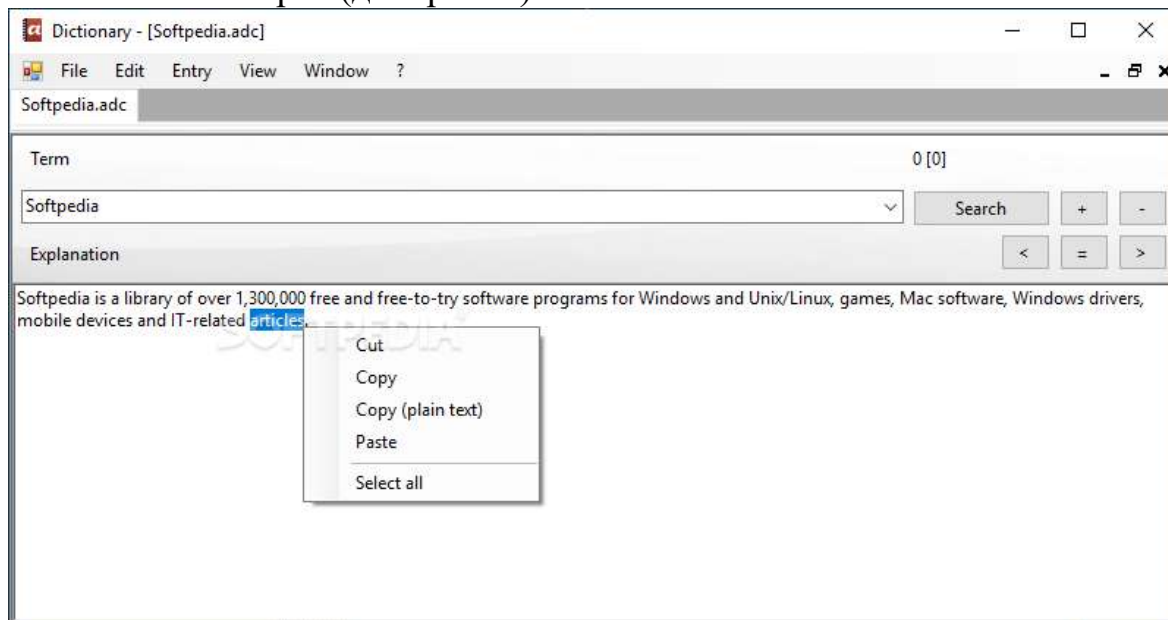 Dictionary - [Softpedia.adc]
File Edit Entry View Window ?
Softpedia.adc
Term 0 [0]
Softpedia Search + -
Explanation < = >
Softpedia is a library of over 1,300,000 free and free-to-try software programs for Windows and Unix/Linux, games, Mac software, Windows drivers,
mobile devices and IT-related articles.
SOFTPEDIA
Cut
Copy
Copy (plain text)
Paste
Select all